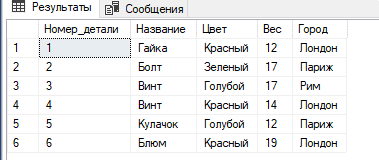 Результаты Сообщения
Номер_детали Название Цвет Вес Город
1 1 Гайка Красный 12 Лондон
2 2 Болт Зеленый 17 Париж
3 3 Винт Голубой 17 Рим
4 4 Винт Красный 14 Лондон
5 5 Кулачок Голубой 12 Париж
6 6 Блюм Красный 19 Лондон